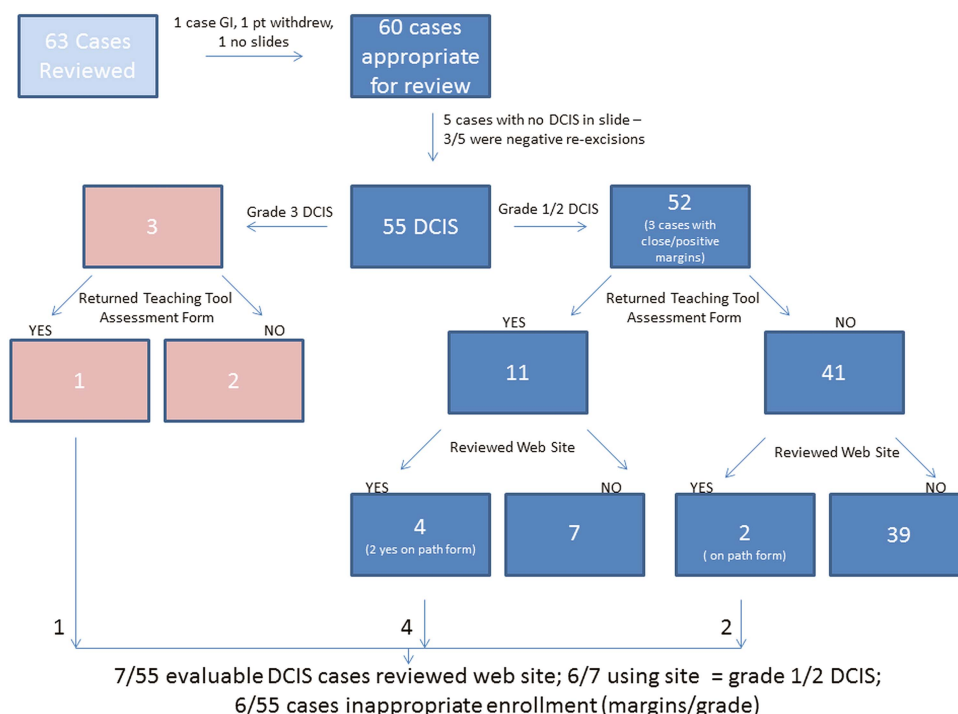 63 Cases
Reviewed
1 case GI, 1 pt withdrew,
1 no slides
60 cases
appropriate
for review
5 cases with no DCIS in slide –
3/5 were negative re-excisions
3
Grade 3 DCIS
55 DCIS
Grade 1/2 DCIS
52
(3 cases with
close/positive
margins)
Returned Teaching Tool
Assessment Form
YES
NO
1
2
Returned Teaching Tool
Assessment Form
YES
NO
11
41
Reviewed Web Site
YES
NO
4
(2 yes on path form)
7
Reviewed Web Site
YES
NO
2
( on path form)
39
1
4
2
7/55 evaluable DCIS cases reviewed web site; 6/7 using site = grade 1/2 DCIS;
6/55 cases inappropriate enrollment (margins/grade)